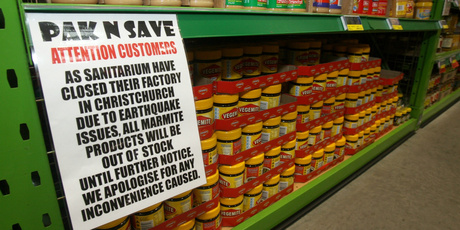 PAK N SAVE
ATTENTION CUSTOMERS
AS SANITARIUM HAVE
CLOSED THEIR FACTORY
IN CHRISTCHURCH
DUE TO EARTHQUAKE
ISSUES, ALL MARMITE
PRODUCTS WILL BE
OUT OF STOCK
UNTIL FURTHER NOTICE.
WE APOLOGISE FOR ANY
INCONVENIENCE CAUSED.
VEGEMITE